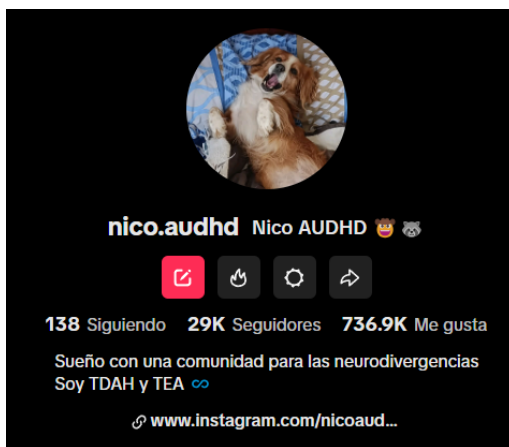 nico.audhd Nico AUDHD 🤠 🦝
138 Siguiendo 29K Seguidores 736.9K Me gusta
Sueño con una comunidad para las neurodivergencias
Soy TDAH y TEA ♾️
www.instagram.com/nicoaud...